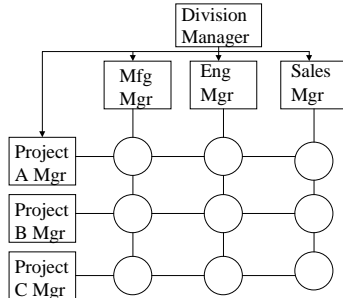 Division
Manager
Mfg
Mgr
Eng
Mgr
Sales
Mgr
Project
A Mgr
Project
B Mgr
Project
C Mgr